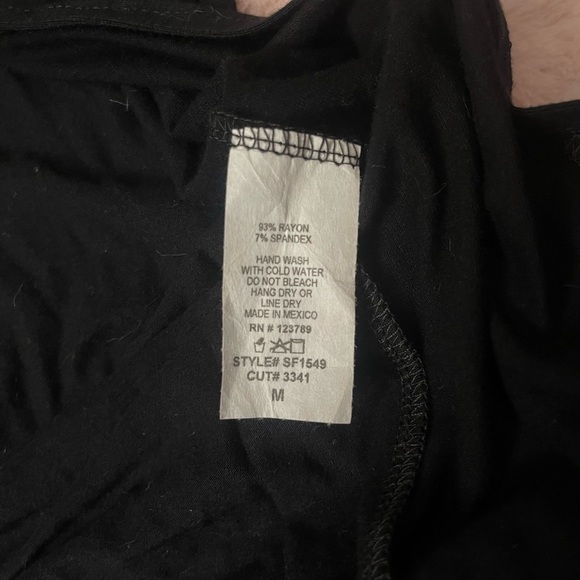 93% RAYON
7% SPANDEX
HAND WASH
WITH COLD WATER
DO NOT BLEACH
HANG DRY OR
LINE DRY
MADE IN MEXICO
RN # 123789
STYLE# SF1549
CUT# 3341
M